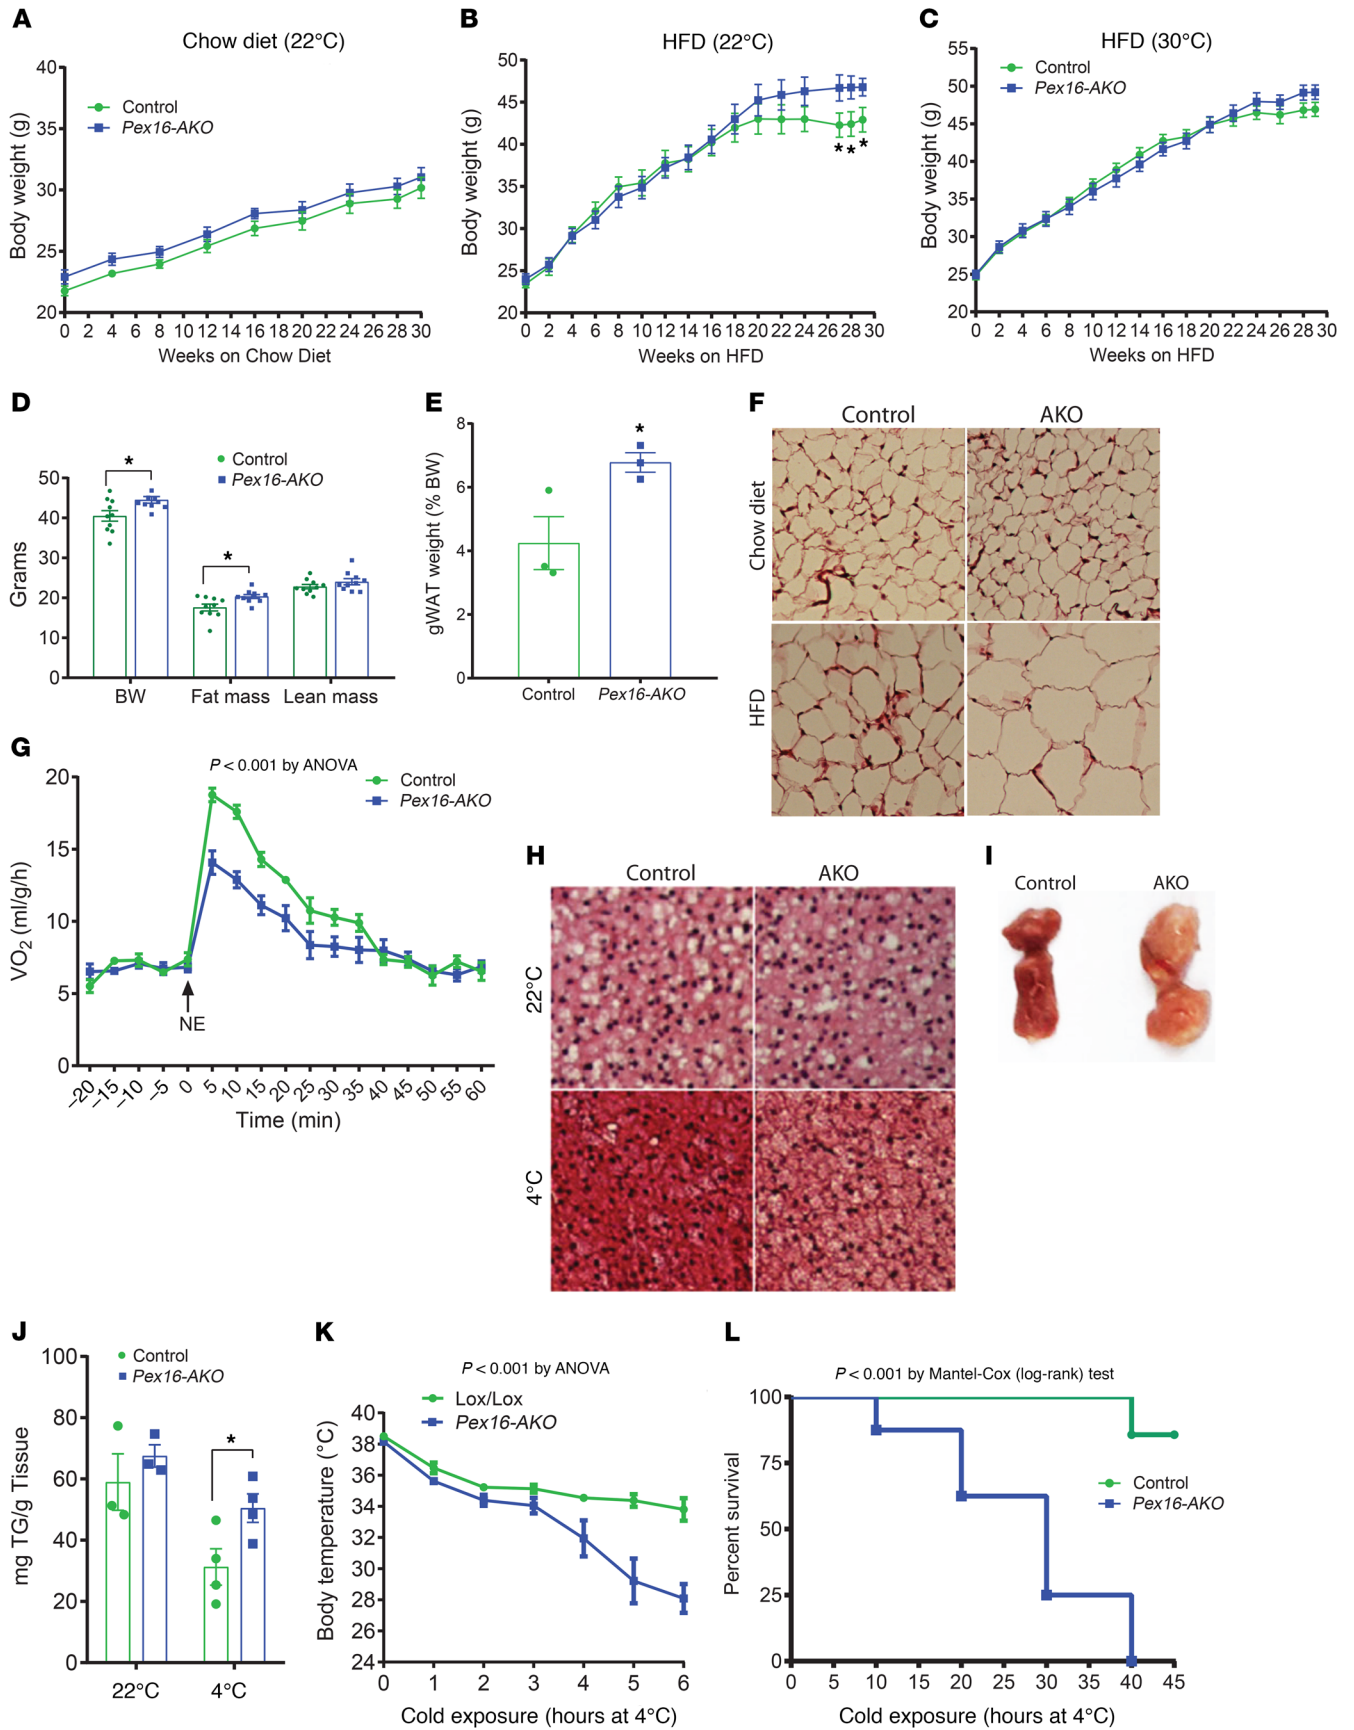 A
Chow diet (22°C)
40
35
30
25
20
Body weight (g)
Control
Pex16-AKO
0 2 4 6 8 10 12 14 16 18 20 22 24 26 28 30
Weeks on Chow Diet
B
HFD (22°C)
50
45
40
35
30
25
20
Body weight (g)
Control
Pex16-AKO
* * *
0 2 4 6 8 10 12 14 16 18 20 22 24 26 28 30
Weeks on HFD
C
HFD (30°C)
55
50
45
40
35
30
25
20
Body weight (g)
Control
Pex16-AKO
0 2 4 6 8 10 12 14 16 18 20 22 24 26 28 30
Weeks on HFD
D
Control
Pex16-AKO
50
40
30
20
10
0
Grams
*
*
BW Fat mass Lean mass
E
8
6
4
2
0
gWAT weight (% BW)
*
Control Pex16-AKO
F
Control AKO
Chow diet
HFD
G
P < 0.001 by ANOVA
Control
Pex16-AKO
20
15
10
5
0
VO2 (ml/g/h)
NE
–20 –15 –10 –5 0 5 10 15 20 25 30 35 40 45 50 55 60
Time (min)
H
Control AKO
22°C
4°C
I
Control AKO
J
Control
Pex16-AKO
100
80
60
40
20
0
mg TG/g Tissue
*
22°C 4°C
K
P < 0.001 by ANOVA
Lox/Lox
Pex16-AKO
40
38
36
34
32
30
28
26
24
Body temperature (°C)
0 1 2 3 4 5 6
Cold exposure (hours at 4°C)
L
P < 0.001 by Mantel-Cox (log-rank) test
100
75
50
25
0
Percent survival
Control
Pex16-AKO
0 5 10 15 20 25 30 35 40 45
Cold exposure (hours at 4°C)